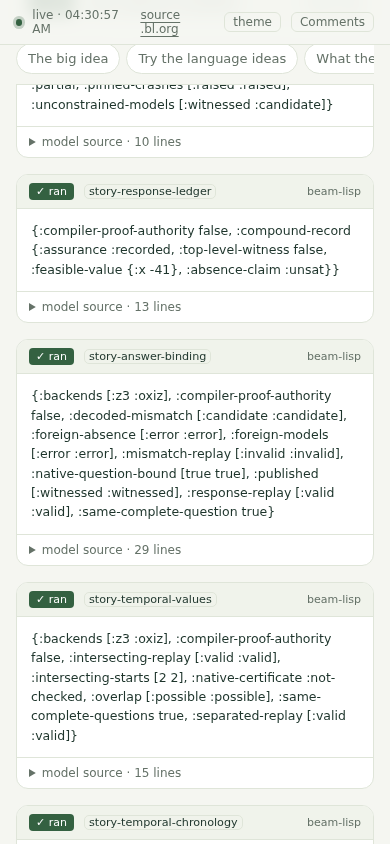 live · 04:30:57 AM
source .bl.org
theme
Comments
The big idea
Try the language ideas
What the
:partial, :pinned-crashes [:raised :raised],
:unconstrained-models [:witnessed :candidate]}
model source · 10 lines
✓ ran story-response-ledger beam-lisp
{:compiler-proof-authority false, :compound-record
{:assurance :recorded, :top-level-witness false,
:feasible-value {:x -41}, :absence-claim :unsat}}
model source · 13 lines
✓ ran story-answer-binding beam-lisp
{:backends [:z3 :oxiz], :compiler-proof-authority
false, :decoded-mismatch [:candidate :candidate],
:foreign-absence [:error :error], :foreign-models
[:error :error], :mismatch-replay [:invalid :invalid],
:native-question-bound [true true], :published
[:witnessed :witnessed], :response-replay [:valid
:valid], :same-complete-question true}
model source · 29 lines
✓ ran story-temporal-values beam-lisp
{:backends [:z3 :oxiz], :compiler-proof-authority
false, :intersecting-replay [:valid :valid],
:intersecting-starts [2 2], :native-certificate :not-
checked, :overlap [:possible :possible], :same-
complete-questions true, :separated-replay [:valid
:valid]}
model source · 15 lines
✓ ran story-temporal-chronology beam-lisp